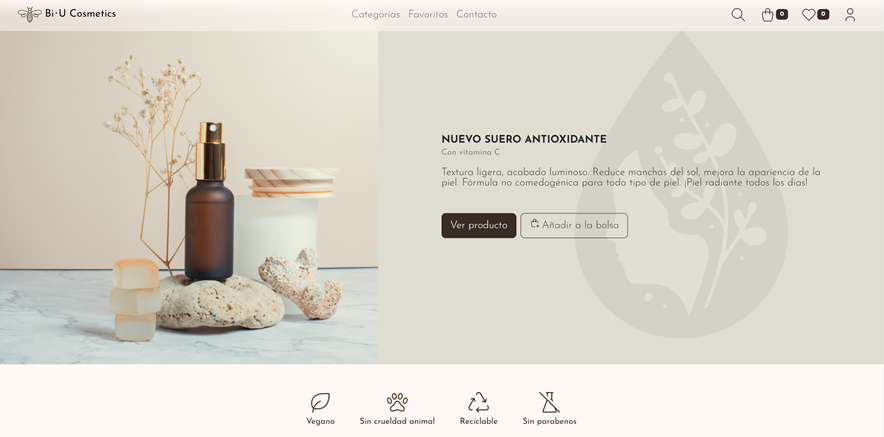 Bi·U Cosmetics
Categorias Favoritos Contacto
0
0
NUEVO SUERO ANTIOXIDANTE
Con vitamina C
Textura ligera, acabado luminoso. Reduce manchas del sol, mejora la apariencia de la
piel. Fórmula no comedogénica para todo tipo de piel. ¡Piel radiante todos los dias!
Ver producto
Añadir a la bolsa
Vegano
Sin crueldad animal
Reciclable
Sin parabenos